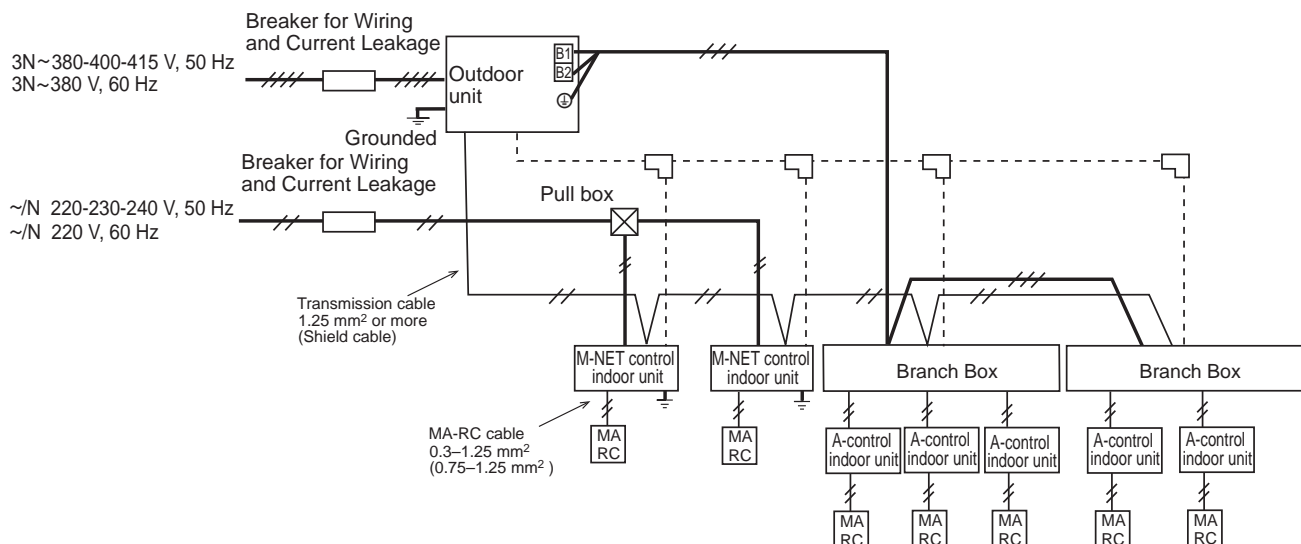 Breaker for Wiring
and Current Leakage
3N~380-400-415 V, 50 Hz
3N~380 V, 60 Hz
Outdoor
unit
B1
B2
Grounded
Breaker for Wiring
and Current Leakage
~/N 220-230-240 V, 50 Hz
~/N 220 V, 60 Hz
Pull box
Transmission cable
1.25 mm² or more
(Shield cable)
M-NET control
indoor unit
M-NET control
indoor unit
Branch Box
Branch Box
MA-RC cable
0.3–1.25 mm²
(0.75–1.25 mm² )
MA
RC
MA
RC
A-control
indoor unit
A-control
indoor unit
A-control
indoor unit
A-control
indoor unit
A-control
indoor unit
MA
RC
MA
RC
MA
RC
MA
RC
MA
RC